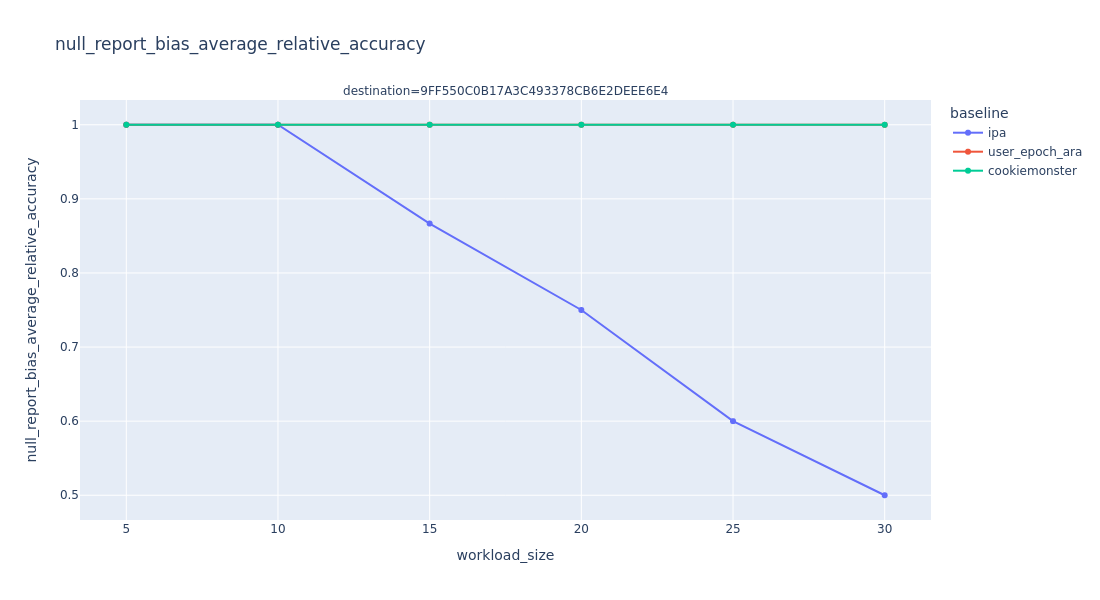 null_report_bias_average_relative_accuracy
destination=9FF550C0B17A3C493378CB6E2DEEE6E4
baseline
ipa
user_epoch_ara
cookiemonster
null_report_bias_average_relative_accuracy
1
0.9
0.8
0.7
0.6
0.5
5 10 15 20 25 30
workload_size